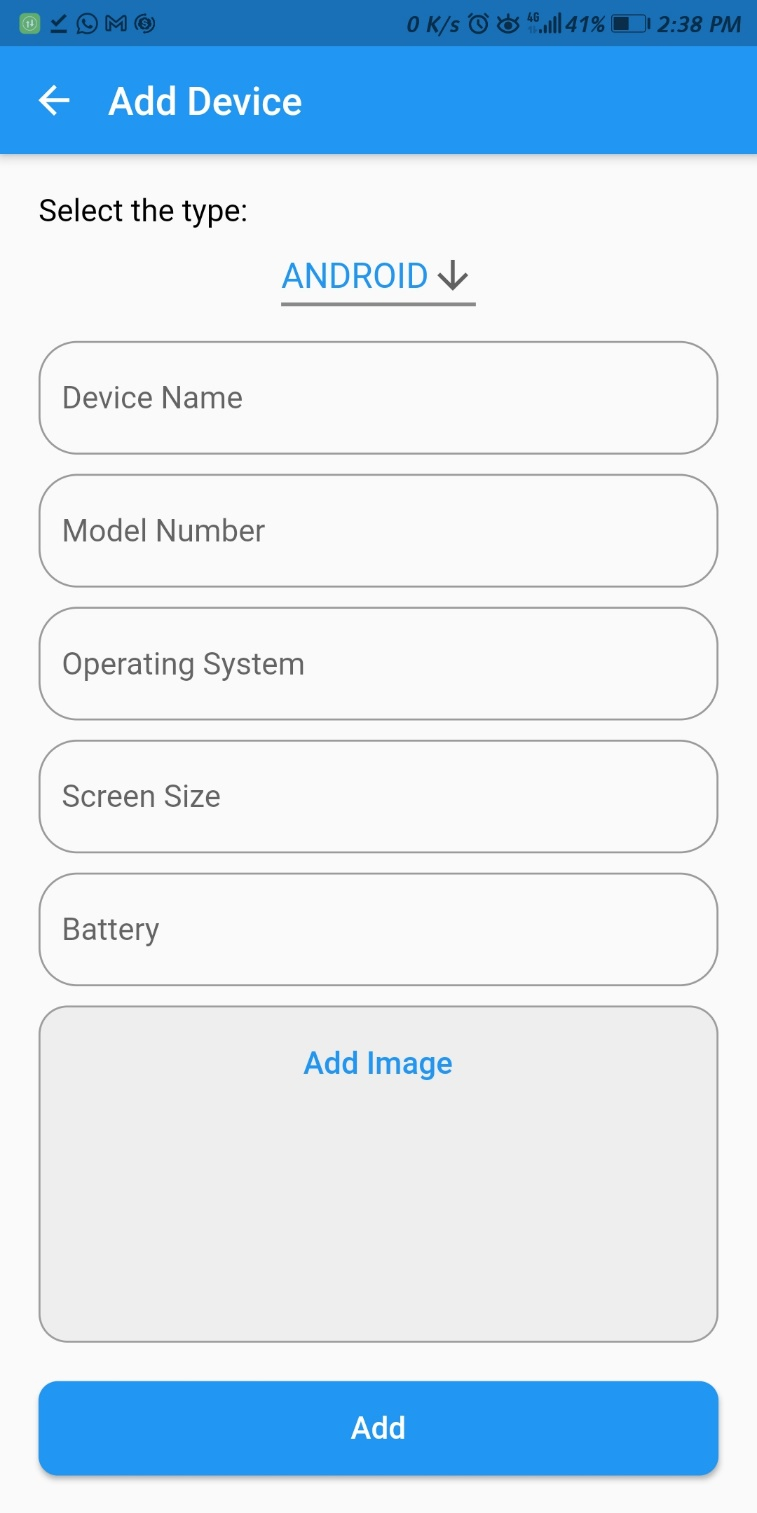 0 K/s 4G 41% 2:38 PM
Add Device
Select the type:
ANDROID
Device Name
Model Number
Operating System
Screen Size
Battery
Add Image
Add